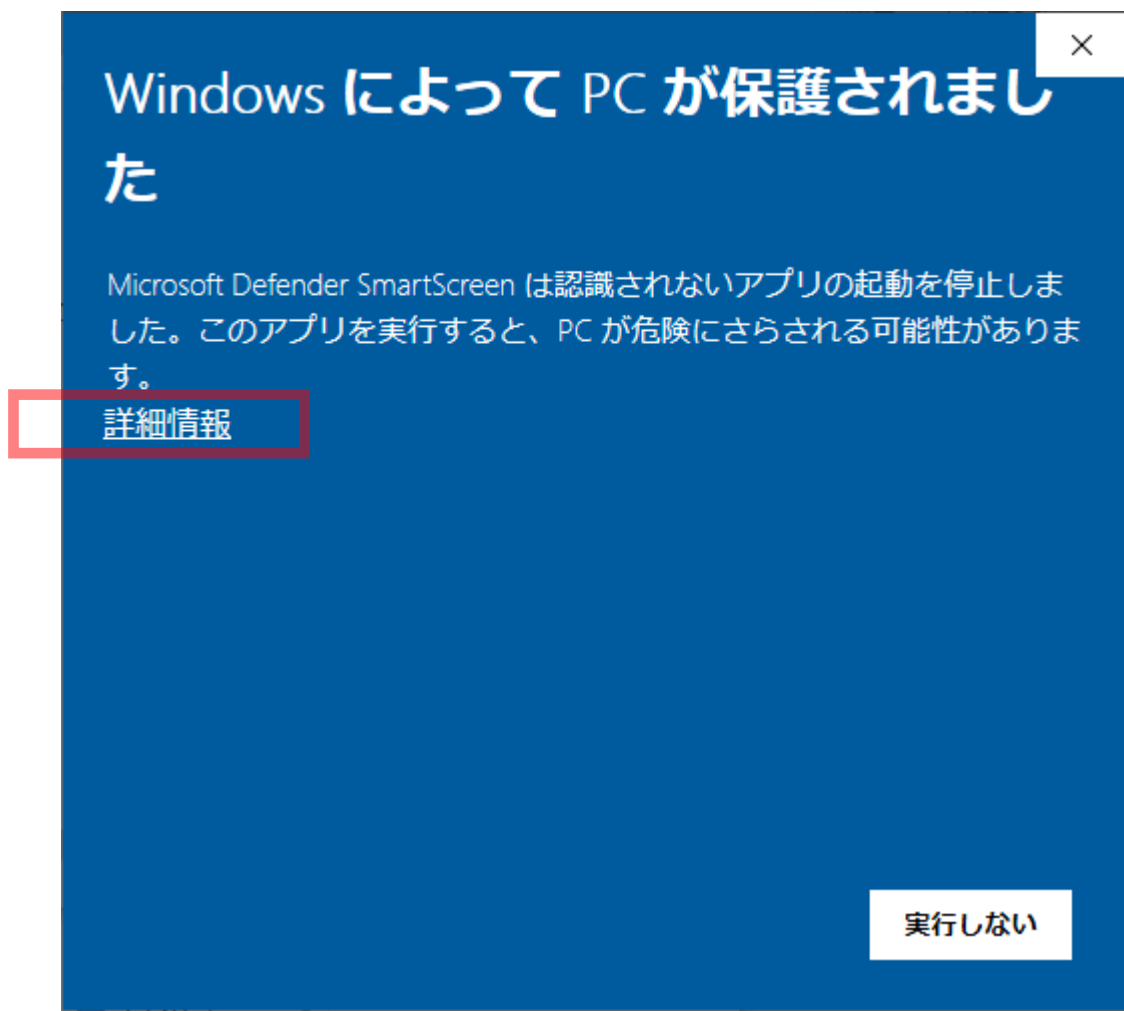 Windows によって PC が保護されまし
た
Microsoft Defender SmartScreen は認識されないアプリの起動を停止しま
した。このアプリを実行すると、PC が危険にさらされる可能性がありま
す。
詳細情報
実行しない